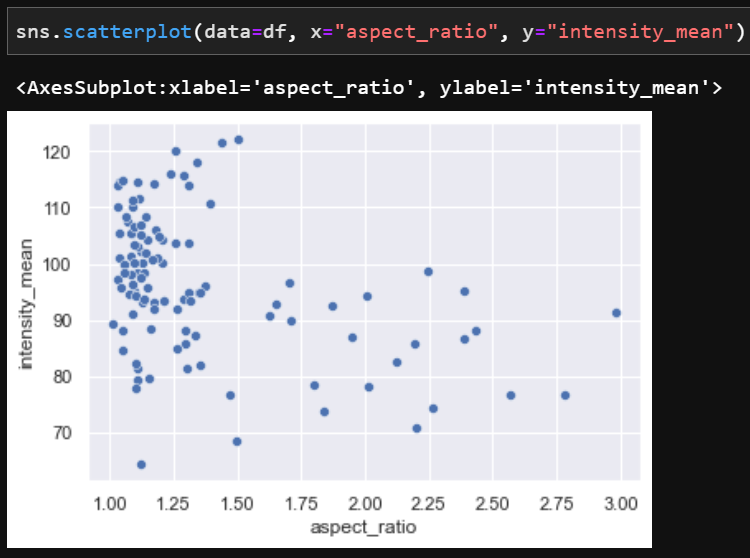 sns.scatterplot(data=df, x="aspect_ratio", y="intensity_mean")
<AxesSubplot:xlabel='aspect_ratio', ylabel='intensity_mean'>
120
110
100
90
80
70
intensity_mean
1.00 1.25 1.50 1.75 2.00 2.25 2.50 2.75 3.00
aspect_ratio